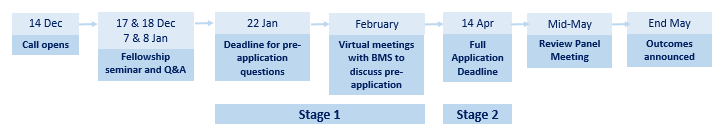 14 Dec
Call opens
17 & 18 Dec
7 & 8 Jan
Fellowship
seminar and Q&A
22 Jan
Deadline for pre-
application
questions
February
Virtual meetings
with BMS to
discuss pre-
application
14 Apr
Full
Application
Deadline
Mid-May
Review Panel
Meeting
End May
Outcomes
announced
Stage 1
Stage 2